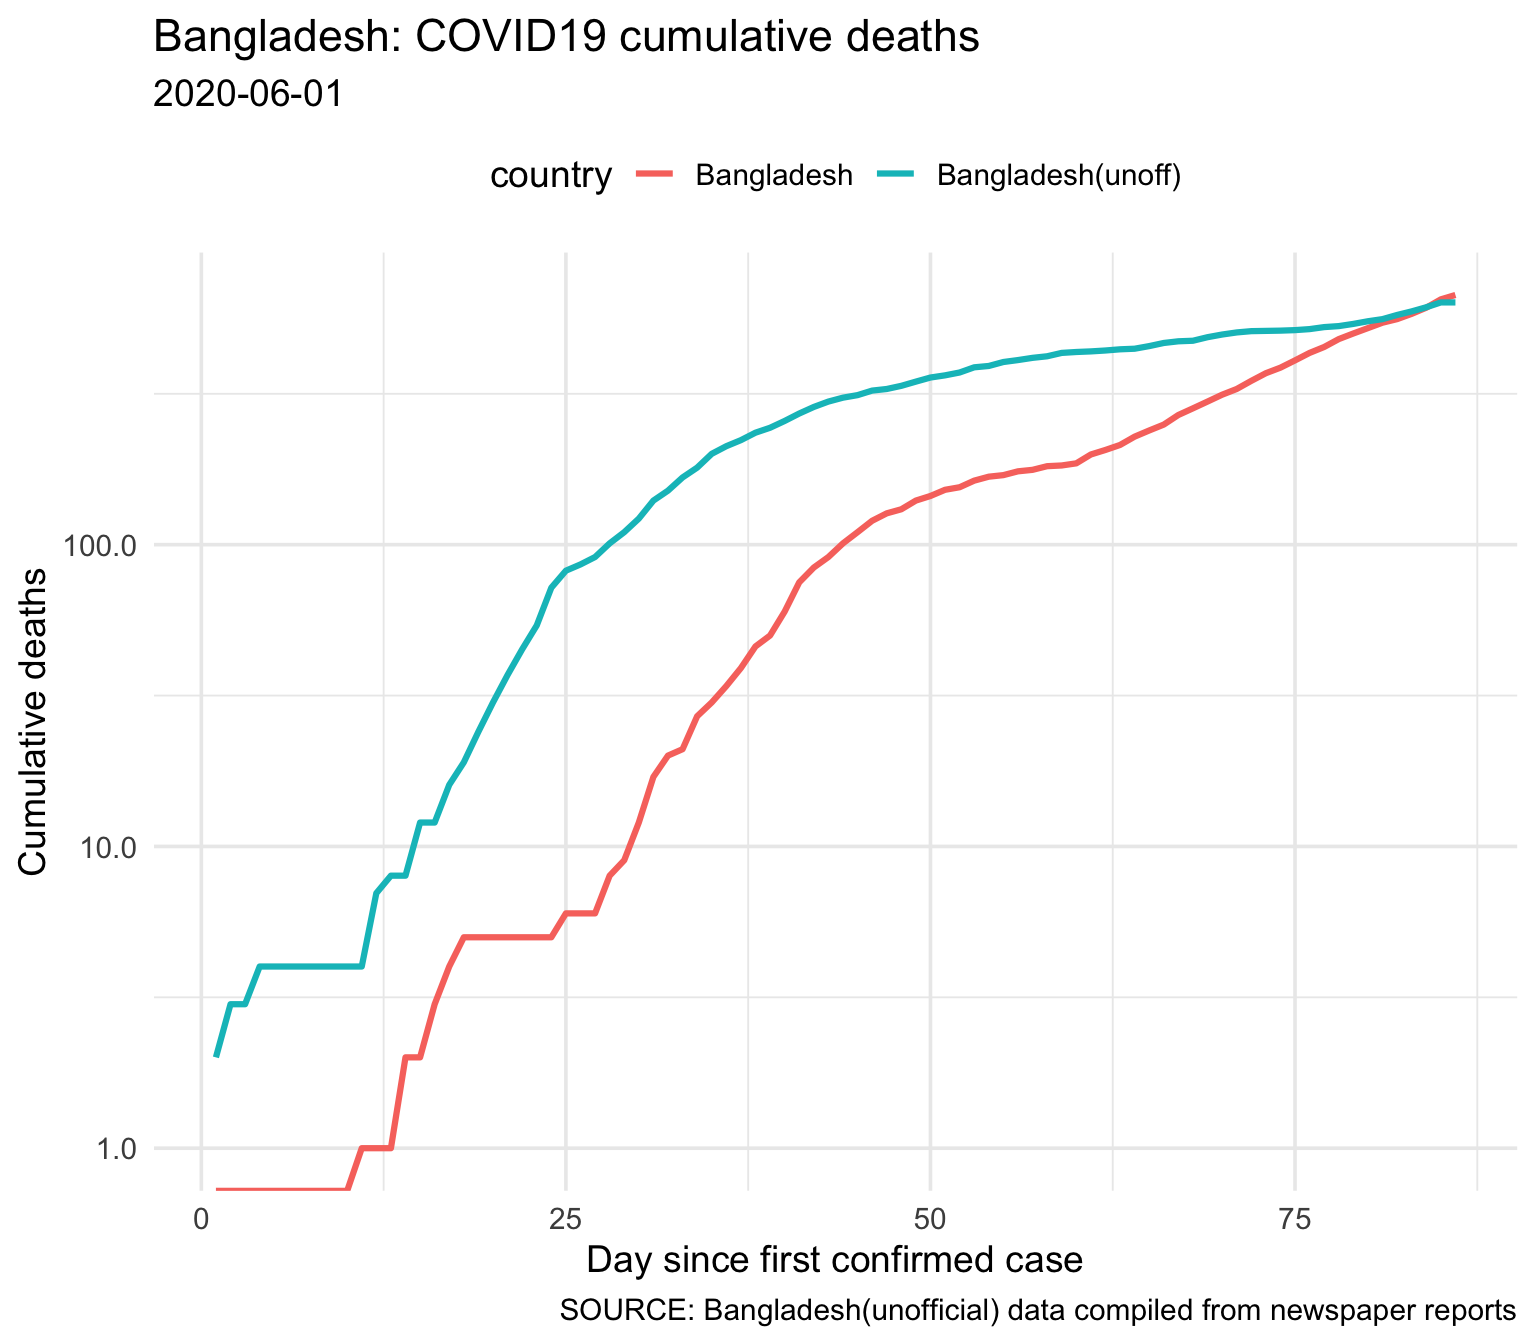 Bangladesh: COVID19 cumulative deaths
2020-06-01
country Bangladesh Bangladesh(unoff)
Cumulative deaths
100.0
10.0
1.0
0 25 50 75
Day since first confirmed case
SOURCE: Bangladesh(unofficial) data compiled from newspaper reports